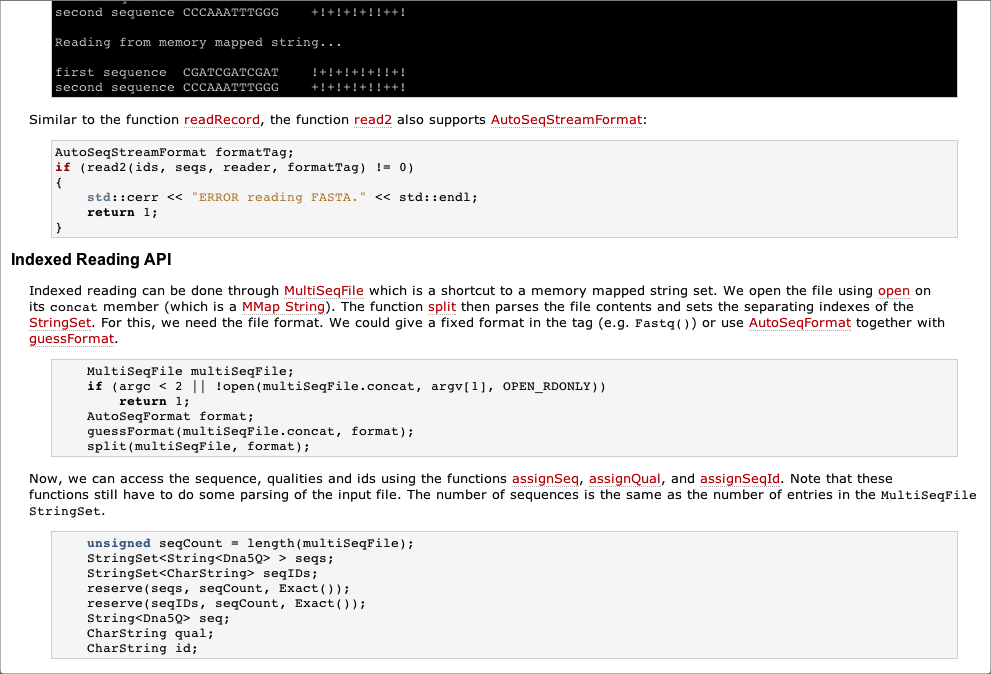 second sequence CCCAAATTTGGG    +!+!+!+!!++!
Reading from memory mapped string...
first sequence  CGATCGATCGAT    !+!+!+!+!!+!
second sequence CCCAAATTTGGG    +!+!+!+!!++!
Similar to the function readRecord, the function read2 also supports AutoSeqStreamFormat:
AutoSeqStreamFormat formatTag;
if (read2(ids, seqs, reader, formatTag) != 0)
{
    std::cerr << "ERROR reading FASTA." << std::endl;
    return 1;
}
Indexed Reading API
Indexed reading can be done through MultiSeqFile which is a shortcut to a memory mapped string set. We open the file using open on
its concat member (which is a MMap String). The function split then parses the file contents and sets the separating indexes of the
StringSet. For this, we need the file format. We could give a fixed format in the tag (e.g. Fastq()) or use AutoSeqFormat together with
guessFormat.
    MultiSeqFile multiSeqFile;
    if (argc < 2 || !open(multiSeqFile.concat, argv[1], OPEN_RDONLY))
        return 1;
    AutoSeqFormat format;
    guessFormat(multiSeqFile.concat, format);
    split(multiSeqFile, format);
Now, we can access the sequence, qualities and ids using the functions assignSeq, assignQual, and assignSeqId. Note that these
functions still have to do some parsing of the input file. The number of sequences is the same as the number of entries in the MultiSeqFile
StringSet.
    unsigned seqCount = length(multiSeqFile);
    StringSet<String<Dna5Q> > seqs;
    StringSet<CharString> seqIDs;
    reserve(seqs, seqCount, Exact());
    reserve(seqIDs, seqCount, Exact());
    String<Dna5Q> seq;
    CharString qual;
    CharString id;